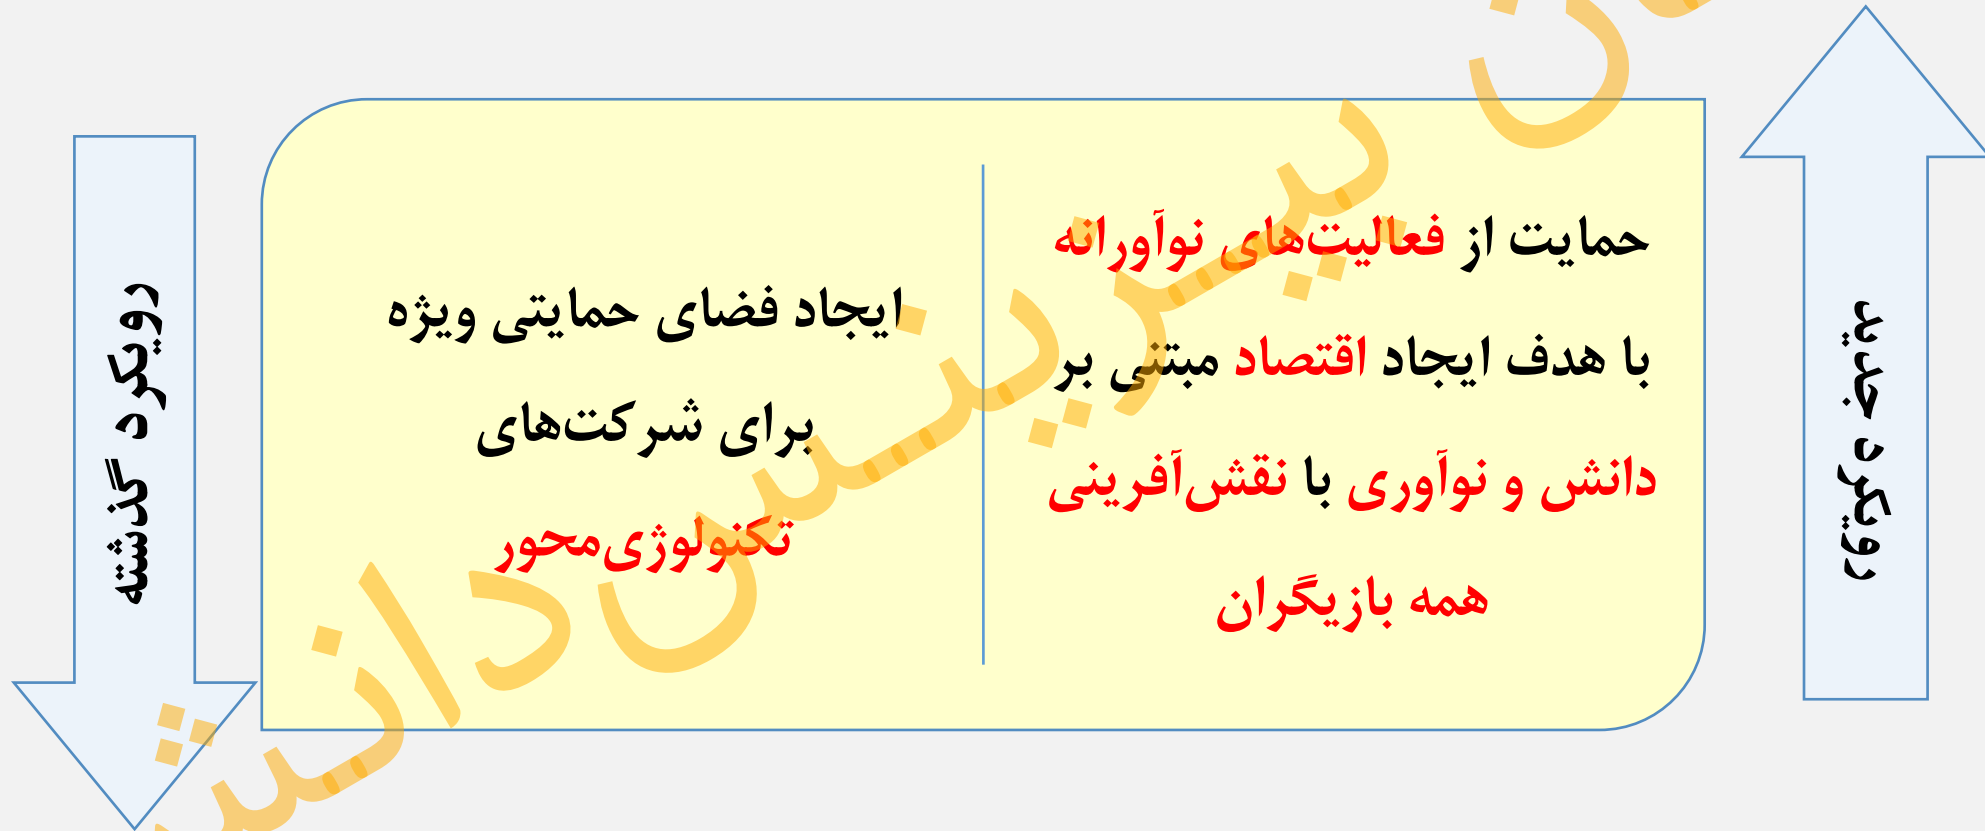 رویکرد جدید
حمایت از فعالیت‌های نوآورانه
با هدف ایجاد اقتصاد مبتنی بر
دانش و نوآوری با نقش‌آفرینی
همه بازیگران
ایجاد فضای حمایتی ویژه
برای شرکت‌های
تکنولوژی‌محور
رویکرد گذشته